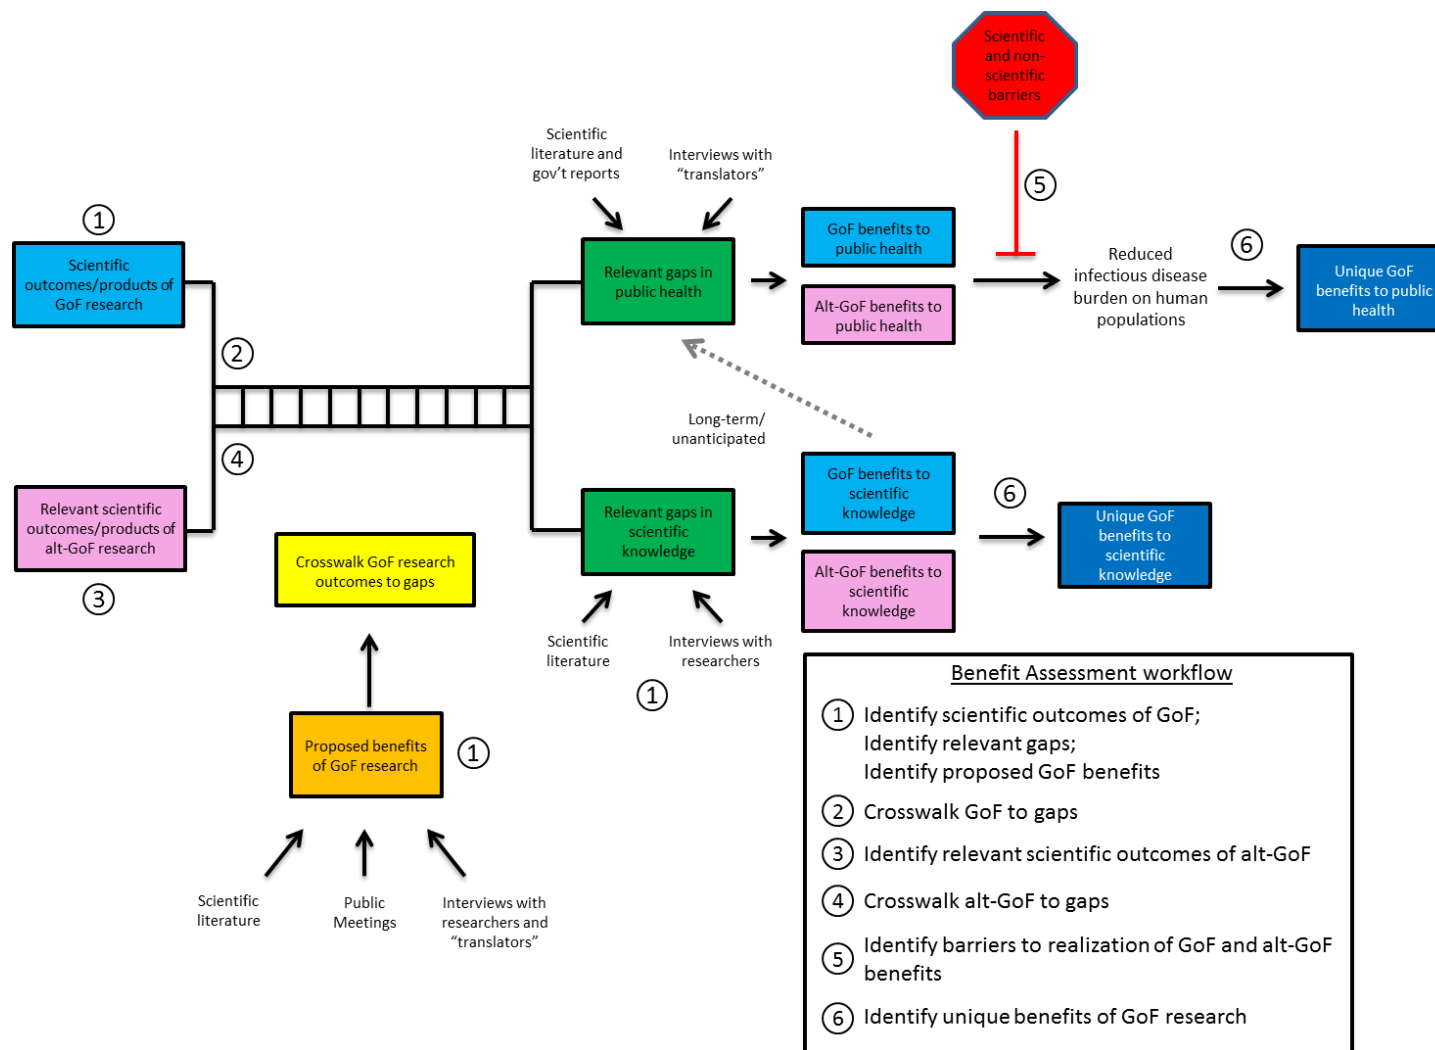 Scientific
and non-
scientific
barriers
Scientific
literature and
gov't reports
Interviews with
"translators"
5
1
Scientific
outcomes/products of
GoF research
2
Relevant gaps in
public health
GoF benefits to
public health
Alt-GoF benefits to
public health
Reduced
infectious disease
burden on human
populations
6
Unique GoF
benefits to public
health
Long-term/
unanticipated
4
Relevant scientific
outcomes/products of
alt-GoF research
3
Crosswalk GoF research
outcomes to gaps
Relevant gaps in
scientific
knowledge
GoF benefits to
scientific
knowledge
Alt-GoF benefits to
scientific
knowledge
6
Unique GoF
benefits to
scientific
knowledge
Scientific
literature
Interviews with
researchers
1
Proposed benefits
of GoF research
1
Scientific
literature
Public
Meetings
Interviews with
researchers and
"translators"
Benefit Assessment workflow
1 Identify scientific outcomes of GoF;
Identify relevant gaps;
Identify proposed GoF benefits
2 Crosswalk GoF to gaps
3 Identify relevant scientific outcomes of alt-GoF
4 Crosswalk alt-GoF to gaps
5 Identify barriers to realization of GoF and alt-GoF
benefits
6 Identify unique benefits of GoF research